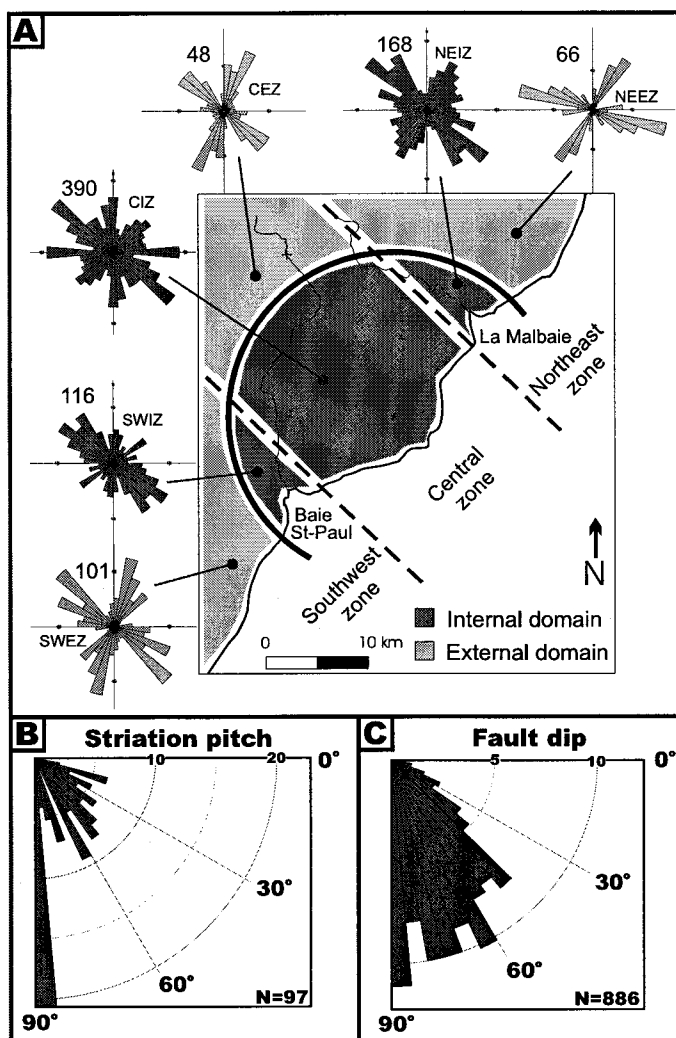 A
48
CEZ
168
NEIZ
66
NEEZ
390
CIZ
116
SWIZ
101
SWEZ
La Malbaie
Northeast
zone
Central
zone
Baie
St-Paul
Southwest
zone
N
0 10 km
Internal domain
External domain
B
Striation pitch
10 20 0°
30°
60°
90°
N=97
C
Fault dip
5 10 0°
30°
60°
90°
N=886